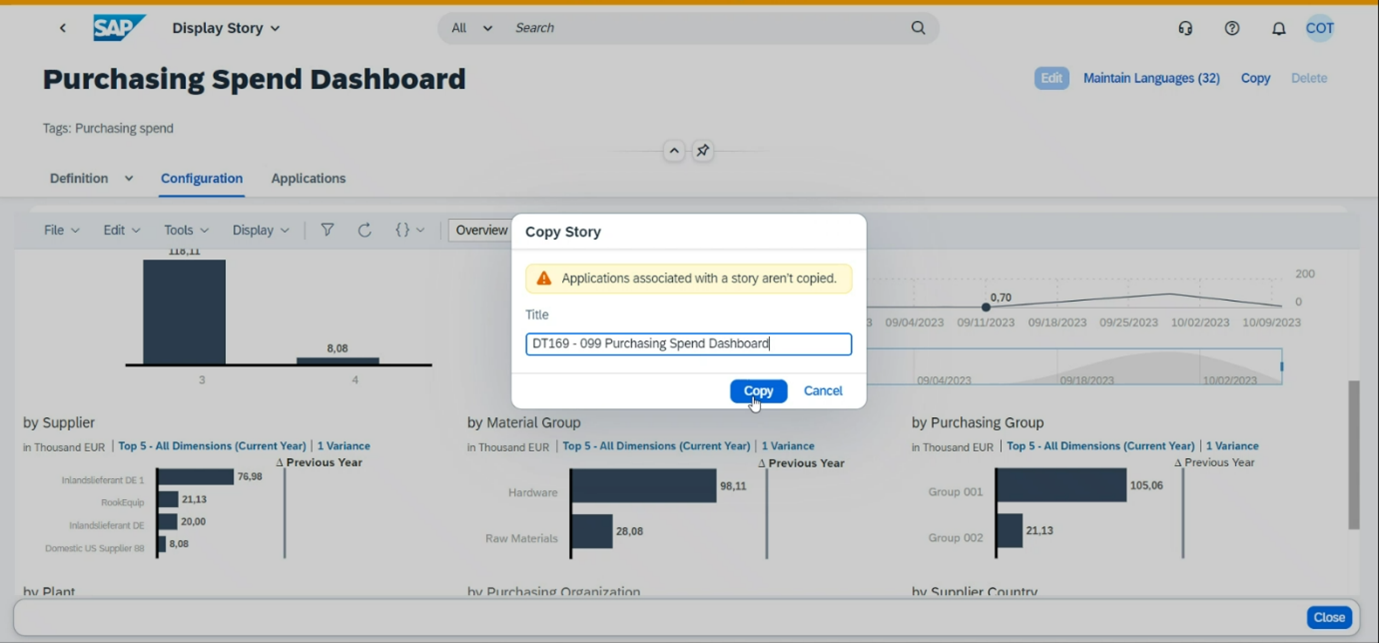 SAP Display Story All Search COT
Purchasing Spend Dashboard
Edit Maintain Languages (32) Copy Delete
Tags: Purchasing spend
Definition Configuration Applications
File Edit Tools Display {} Overview
Copy Story
Applications associated with a story aren't copied.
Title
DT169 - 099 Purchasing Spend Dashboard
Copy Cancel
118,11
8,08
3 4
200
0,70
0
09/04/2023 09/11/2023 09/18/2023 09/25/2023 10/02/2023 10/09/2023
09/04/2023 09/18/2023 10/02/2023
by Supplier
in Thousand EUR | Top 5 - All Dimensions (Current Year) | 1 Variance
Δ Previous Year
Inlandslieferant DE 1 76,98
RookEquip 21,13
Inlandslieferant DE 20,00
Domestic US Supplier 88 8,08
by Material Group
in Thousand EUR | Top 5 - All Dimensions (Current Year) | 1 Variance
Δ Previous Year
Hardware 98,11
Raw Materials 28,08
by Purchasing Group
in Thousand EUR | Top 5 - All Dimensions (Current Year) | 1 Variance
Δ Previous Year
Group 001 105,06
Group 002 21,13
by Plant by Purchasing Organization by Supplier Country
Close